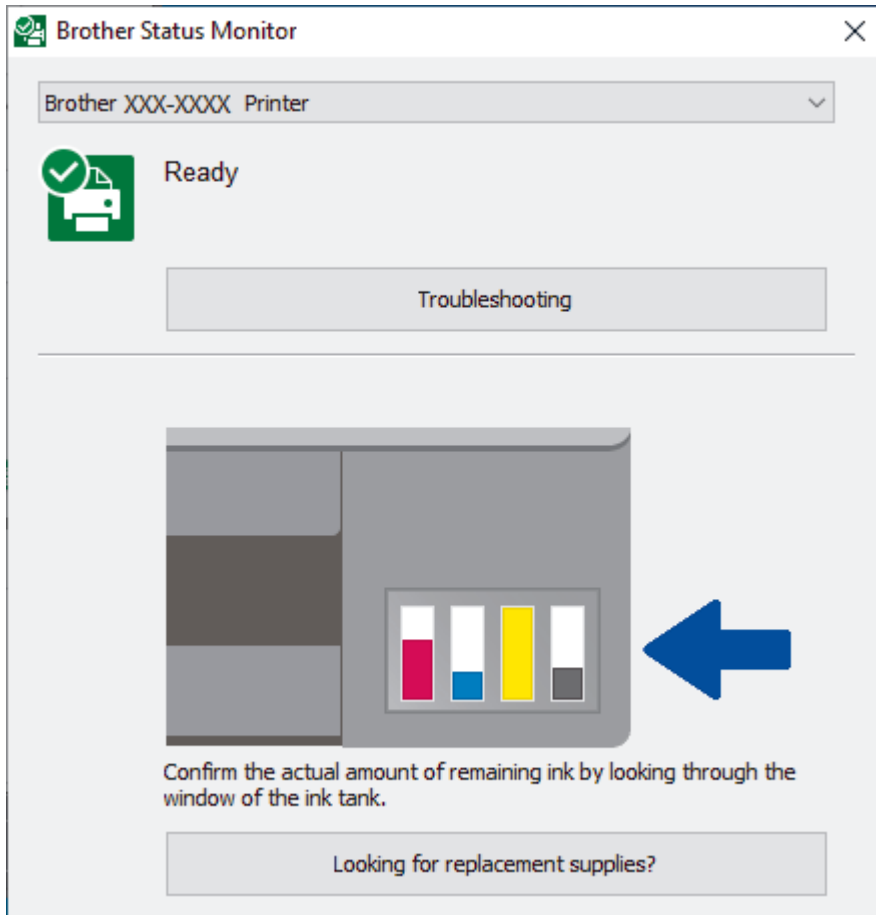 Brother Status Monitor
Brother XXX-XXXX Printer
Ready
Troubleshooting
Confirm the actual amount of remaining ink by looking through the
window of the ink tank.
Looking for replacement supplies?